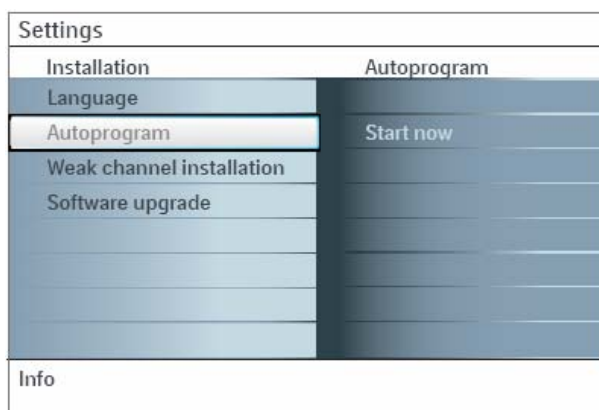 Settings
Installation
Autoprogram
Language
Autoprogram
Start now
Weak channel installation
Software upgrade
Info